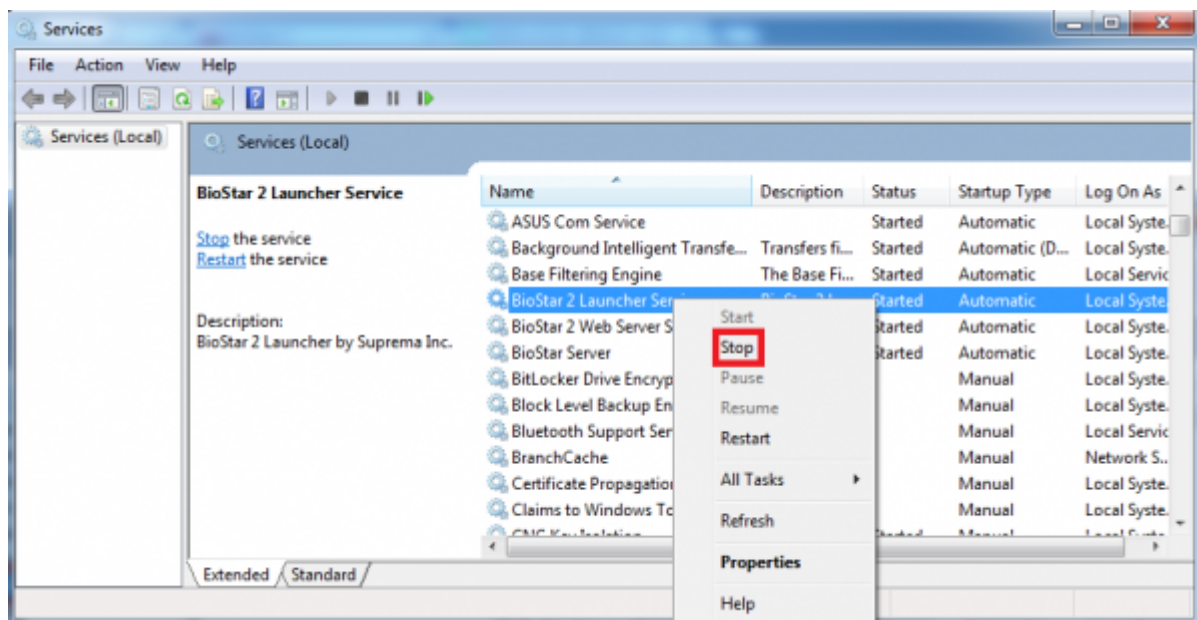 Services
File Action View Help
Services (Local)
Services (Local)
BioStar 2 Launcher Service
Stop the service
Restart the service
Description:
BioStar 2 Launcher by Suprema Inc.
Name Description Status Startup Type Log On As
ASUS Com Service Started Automatic Local Syste...
Background Intelligent Transfe... Transfers fi... Started Automatic (D... Local Syste...
Base Filtering Engine The Base Fi... Started Automatic Local Servic
BioStar 2 Launcher Ser Started Automatic Local Syste...
BioStar 2 Web Server S Started Automatic Local Syste...
BioStar Server Started Automatic Local Syste...
BitLocker Drive Encryp Manual Local Syste...
Block Level Backup En Manual Local Syste...
Bluetooth Support Ser Manual Local Servic
BranchCache Manual Network S...
Certificate Propagation Manual Local Syste...
Claims to Windows To Manual Local Syste...
Start
Stop
Pause
Resume
Restart
All Tasks
Refresh
Properties
Help
Extended Standard